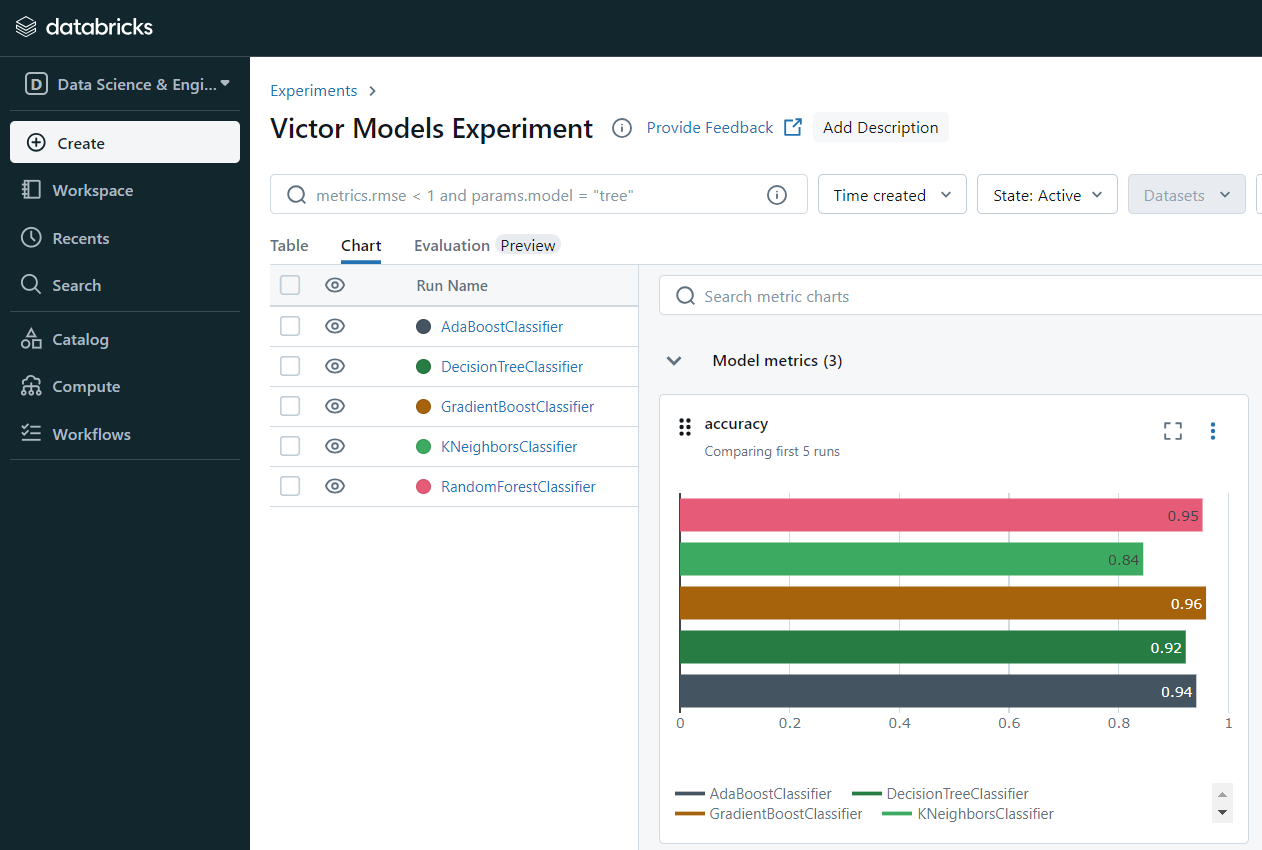 databricks
D Data Science & Engi...
Create
Workspace
Recents
Search
Catalog
Compute
Workflows
Experiments
Victor Models Experiment
Provide Feedback
Add Description
metrics.rmse < 1 and params.model = "tree"
Time created
State: Active
Datasets
Table Chart Evaluation Preview
Run Name
AdaBoostClassifier
DecisionTreeClassifier
GradientBoostClassifier
KNeighborsClassifier
RandomForestClassifier
Search metric charts
Model metrics (3)
accuracy
Comparing first 5 runs
0.95
0.84
0.96
0.92
0.94
0 0.2 0.4 0.6 0.8 1
AdaBoostClassifier DecisionTreeClassifier
GradientBoostClassifier KNeighborsClassifier